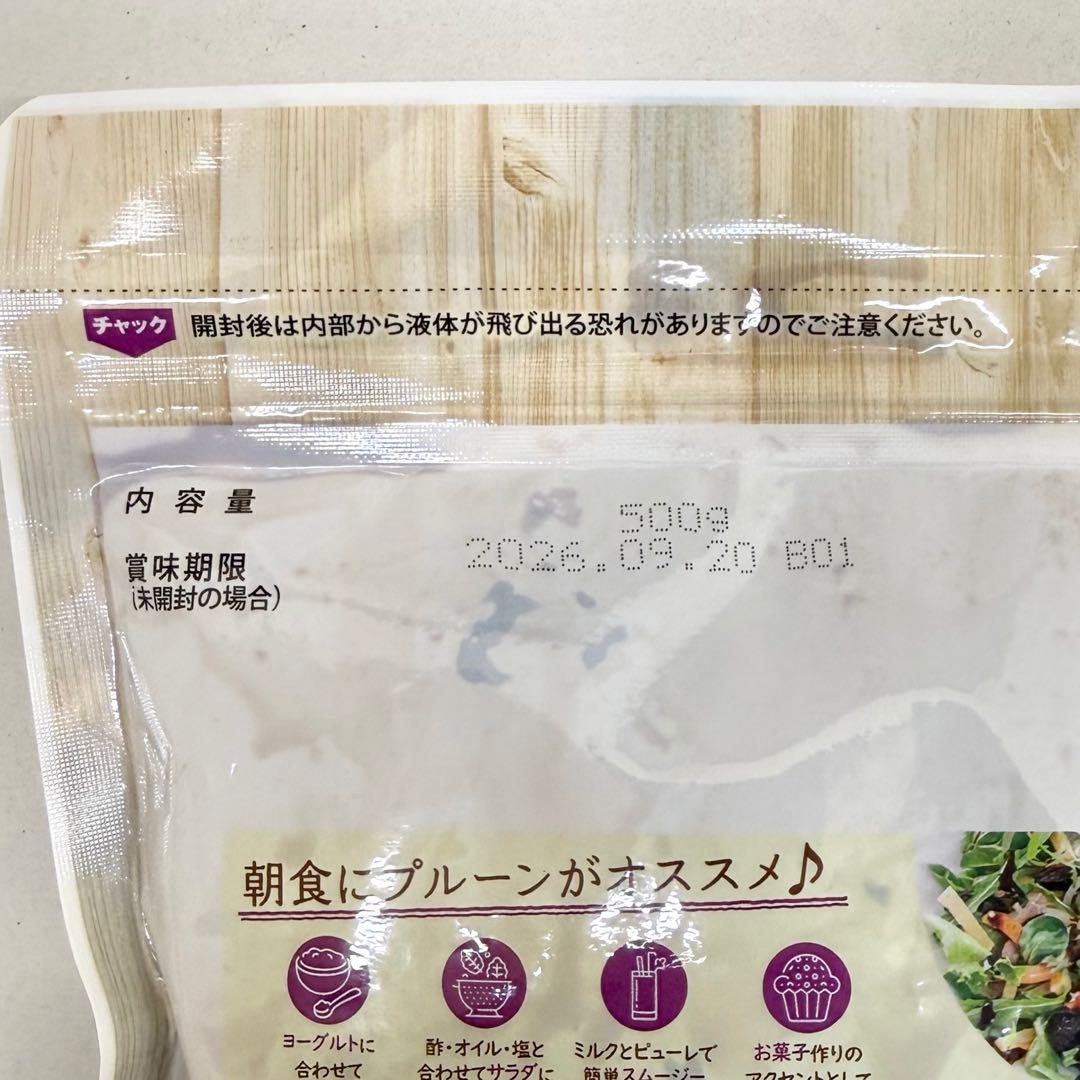 チャック 開封後は内部から液体が飛び出る恐れがありますのでご注意ください。
内容量 500g
賞味期限 2026.09.20 B01
(未開封の場合)
朝食にプルーンがオススメ♪
ヨーグルトに
合わせて
酢・オイル・塩と
合わせてサラダに
ミルクとピューレで
簡単スムージー
お菓子作りの
アクセントとして